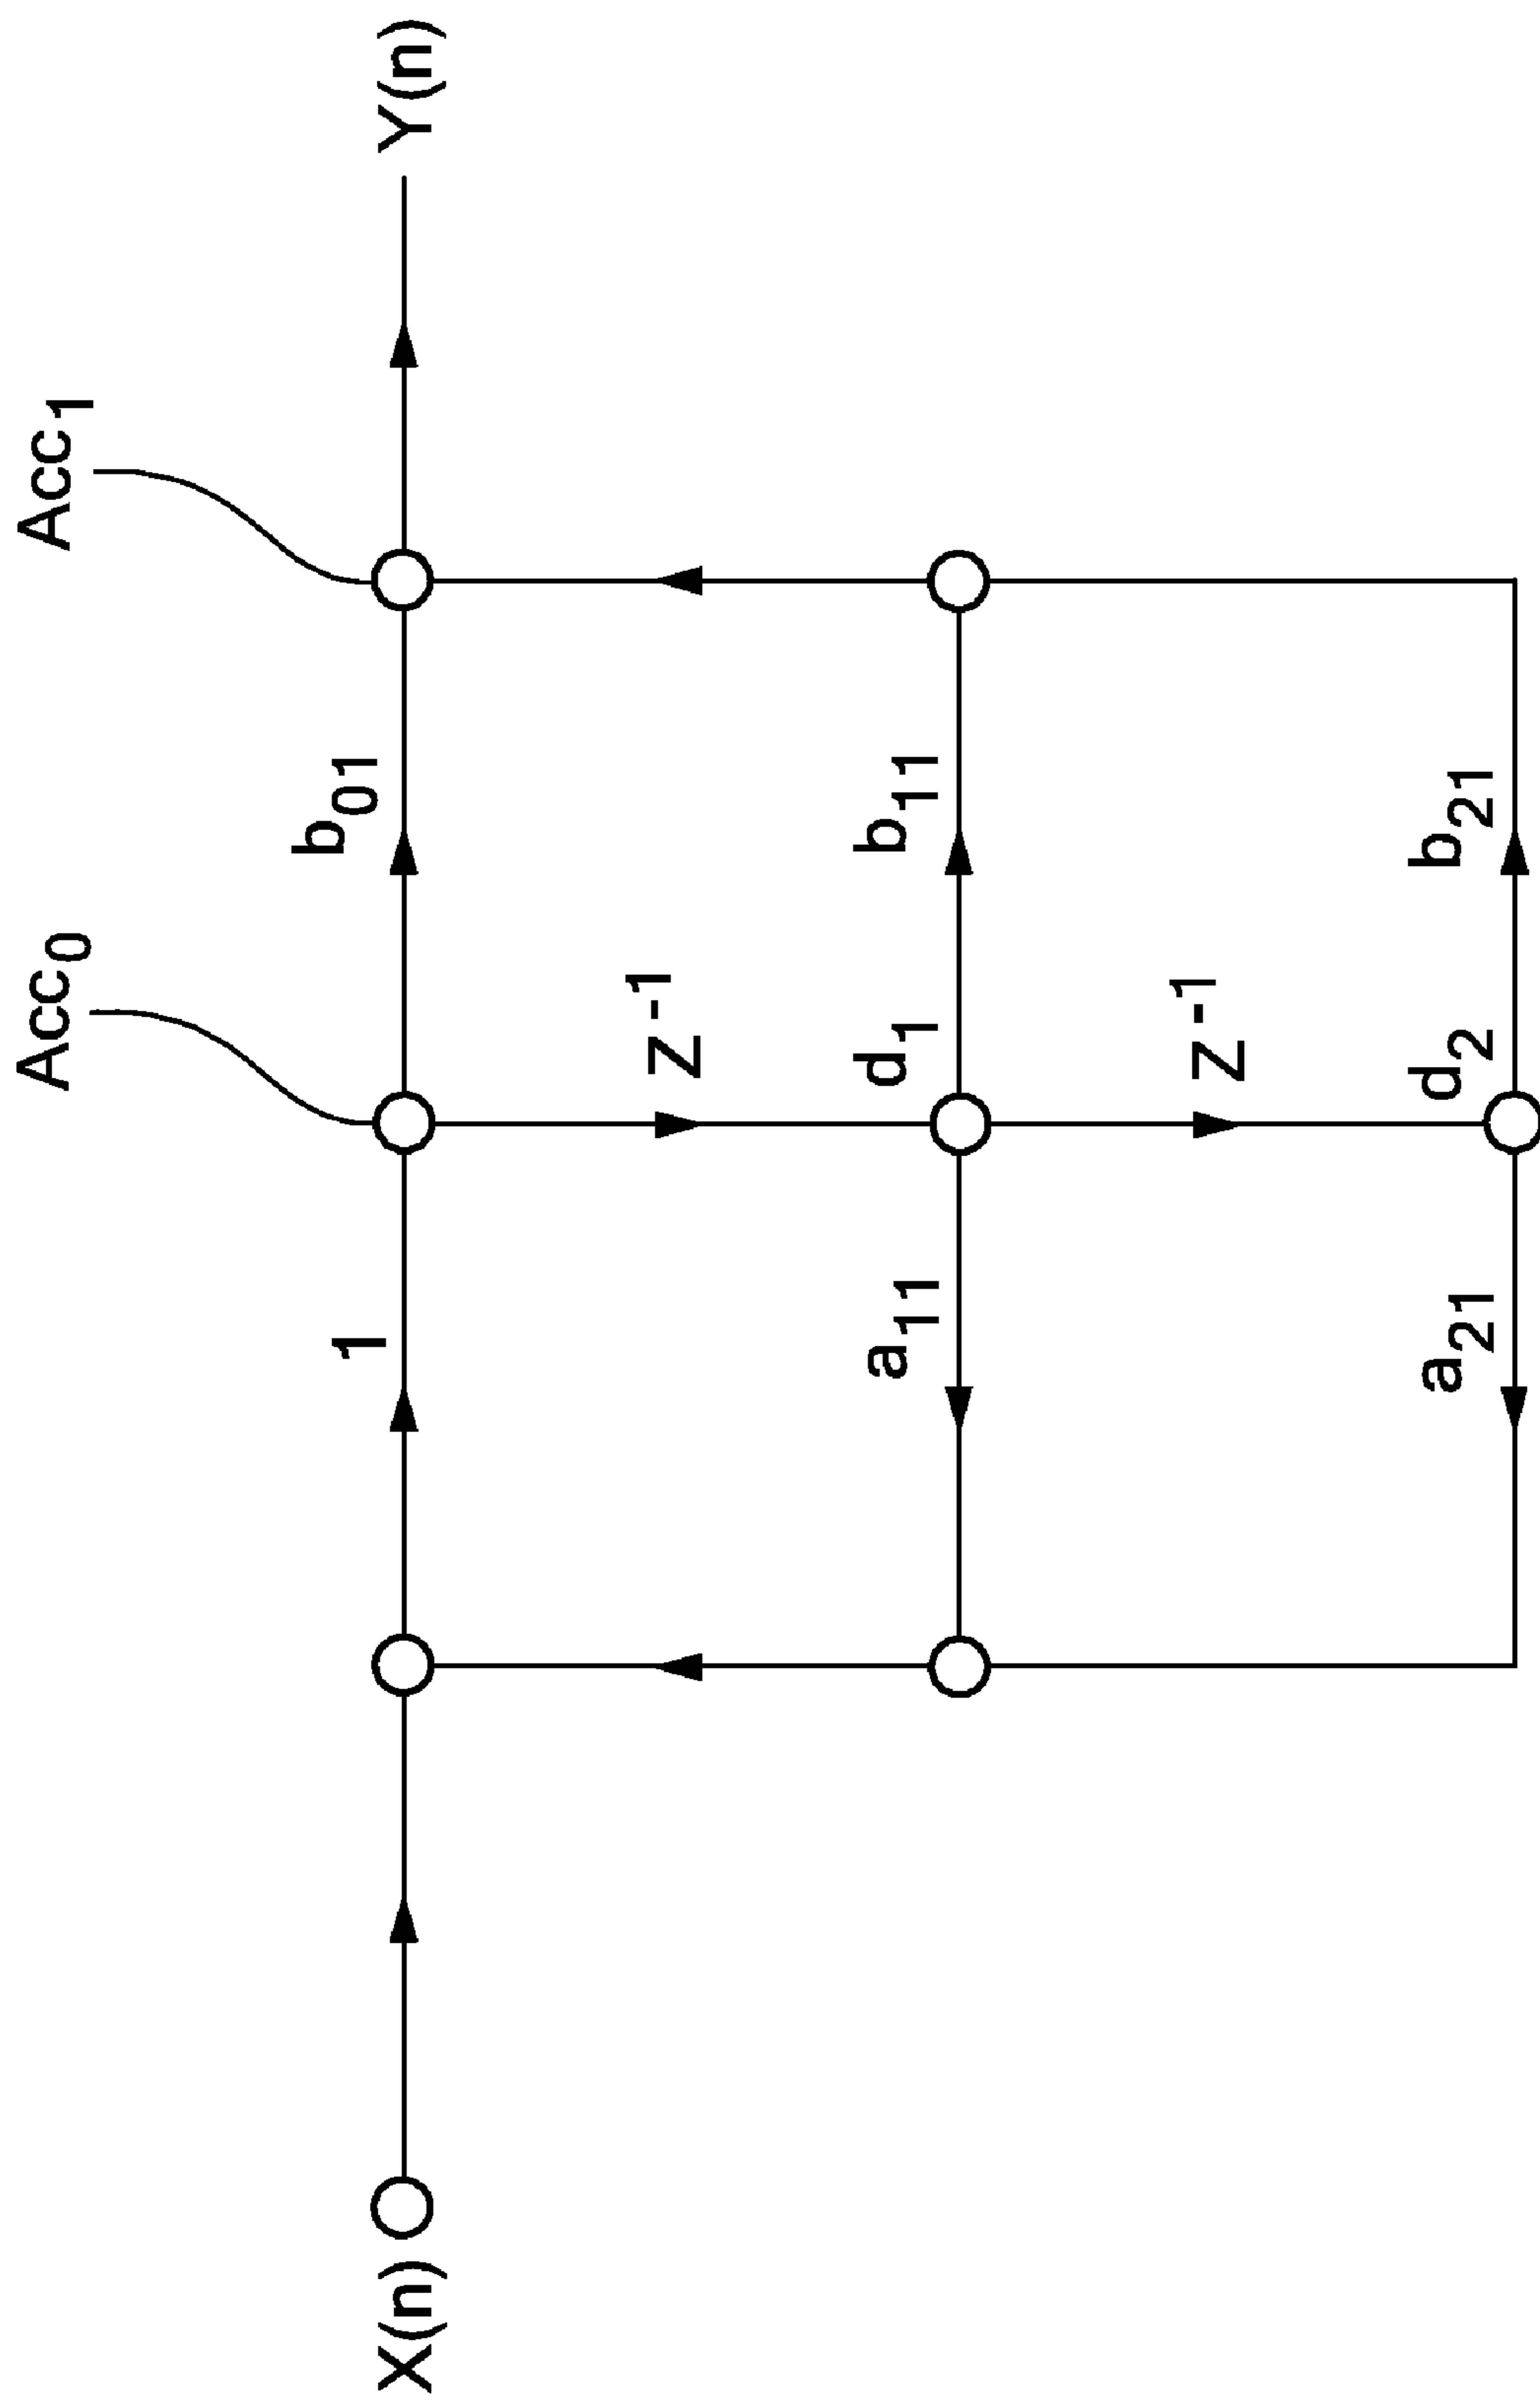 Acc0
Acc1
X(n)
1
b01
Y(n)
Z-1
a11
d1
b11
Z-1
a21
d2
b21